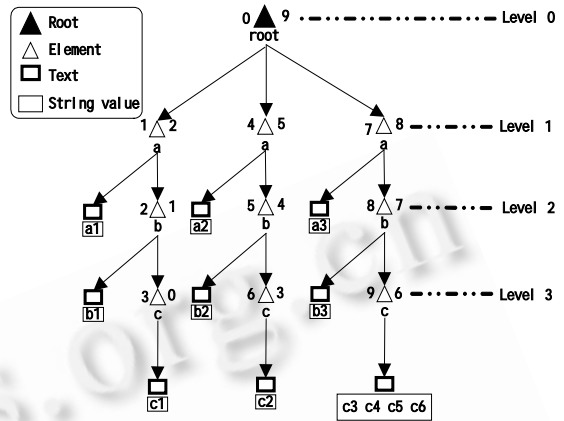 Root
Element
Text
String value
0 9 Level 0
root
1 2 4 5 7 8 Level 1
a a a
a1 2 1 a2 5 4 a3 8 7 Level 2
b b b
b1 3 0 b2 6 3 b3 9 6 Level 3
c c c
c1 c2 c3 c4 c5 c6
s.org.cn